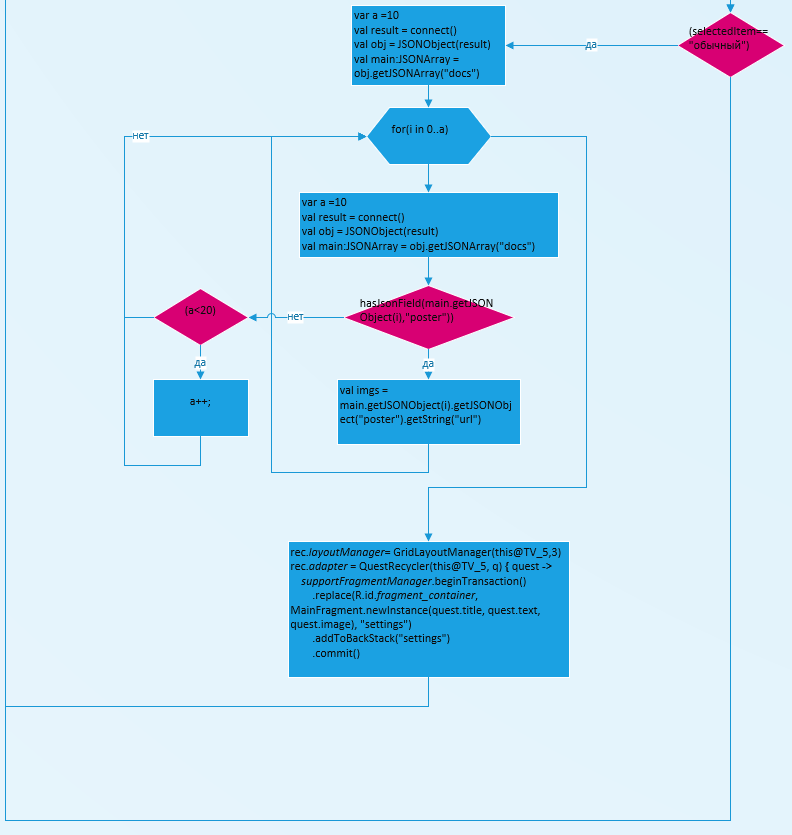 var a =10
val result = connect()
val obj = JSONObject(result)
val main:JSONArray =
obj.getJSONArray("docs")
да
(selectedItem==
"обычный")
for(i in 0..a)
нет
var a =10
val result = connect()
val obj = JSONObject(result)
val main:JSONArray = obj.getJSONArray("docs")
hasJsonField(main.getJSON
Object(i),"poster"))
нет
(a<20)
да
да
a++;
val imgs =
main.getJSONObject(i).getJSONObj
ect("poster").getString("url")
rec.layoutManager= GridLayoutManager(this@TV_5,3)
rec.adapter = QuestRecycler(this@TV_5, q) { quest ->
supportFragmentManager.beginTransaction()
.replace(R.id.fragment_container,
MainFragment.newInstance(quest.title, quest.text,
quest.image), "settings")
.addToBackStack("settings")
.commit()